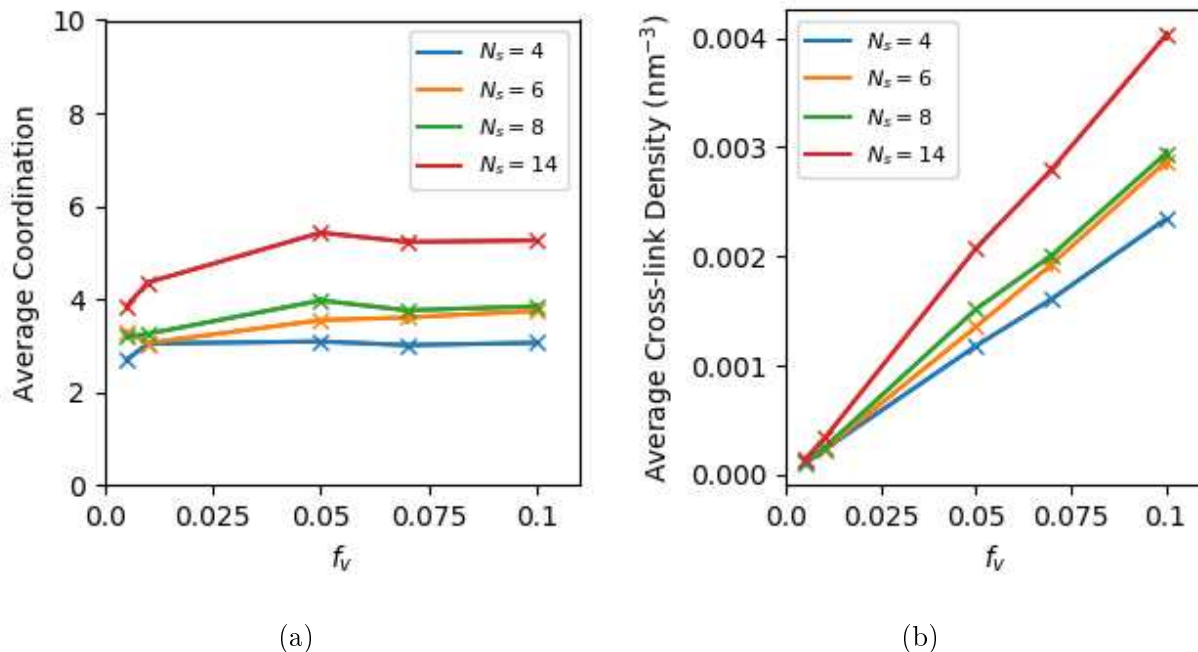 Average Coordination
10
8
6
4
2
0
0.0 0.025 0.05 0.075 0.1
f_v
N_s = 4
N_s = 6
N_s = 8
N_s = 14
(a)
Average Cross-link Density (nm⁻³)
0.004
0.003
0.002
0.001
0.000
0.0 0.025 0.05 0.075 0.1
f_v
N_s = 4
N_s = 6
N_s = 8
N_s = 14
(b)